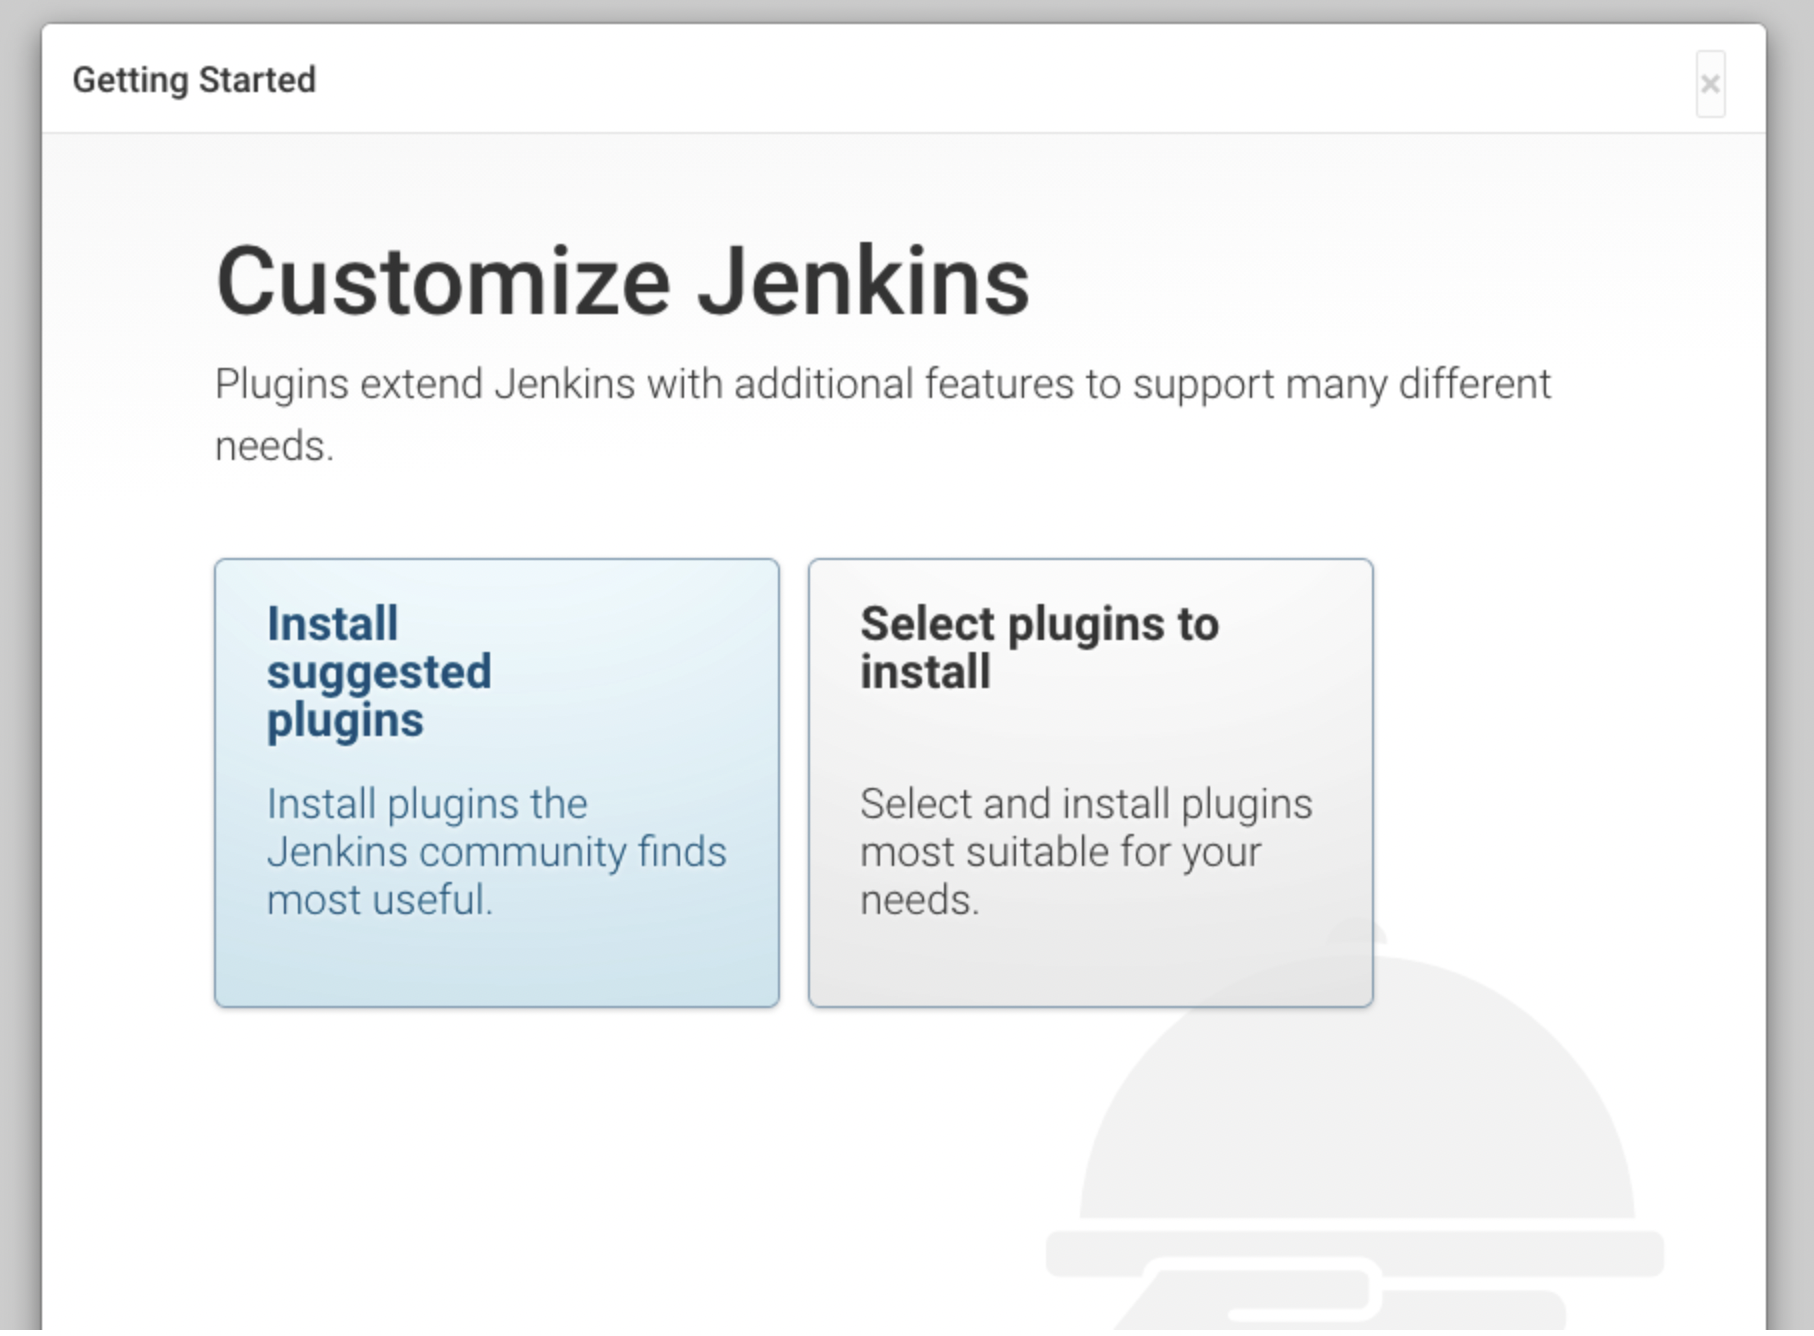 Getting Started
×
Customize Jenkins
Plugins extend Jenkins with additional features to support many different
needs.
Install
suggested
plugins
Install plugins the
Jenkins community finds
most useful.
Select plugins to
install
Select and install plugins
most suitable for your
needs.